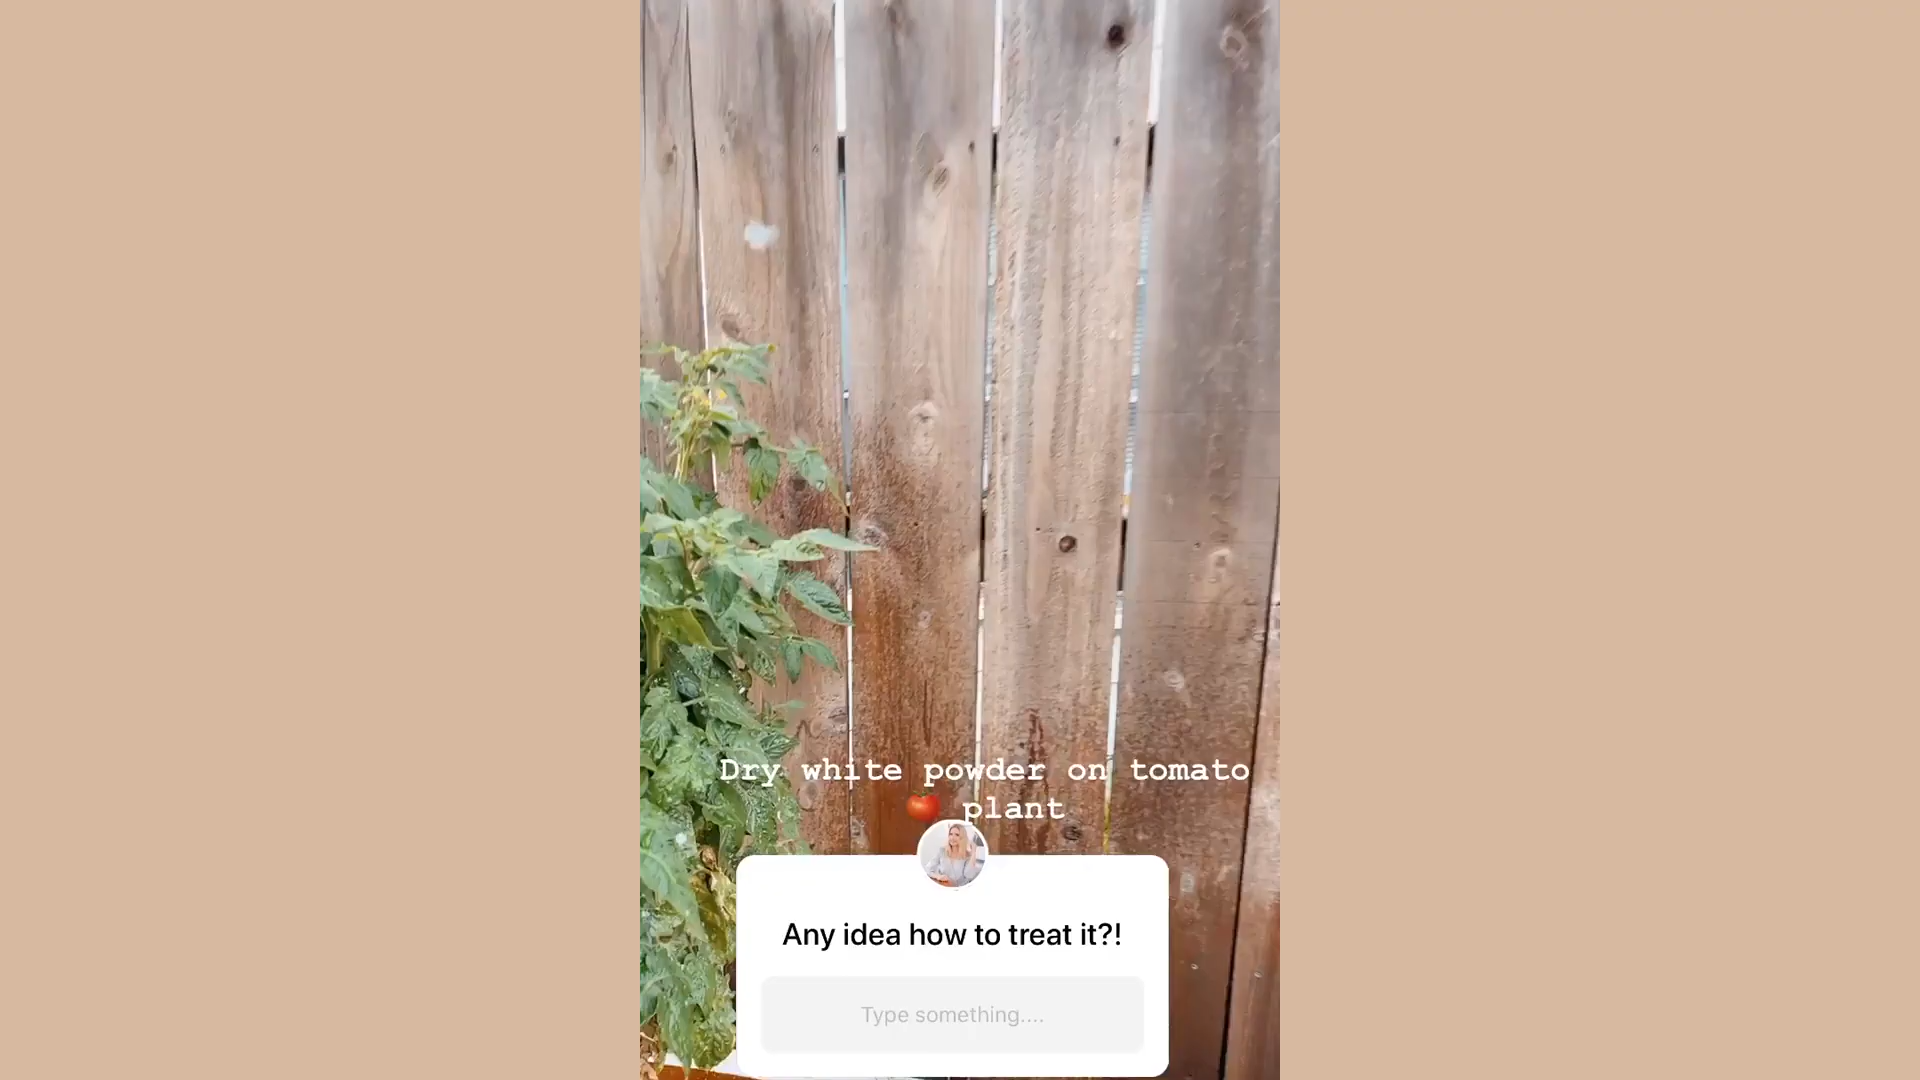 Dry white powder on tomato
🍅 plant
Any idea how to treat it?!
Type something....